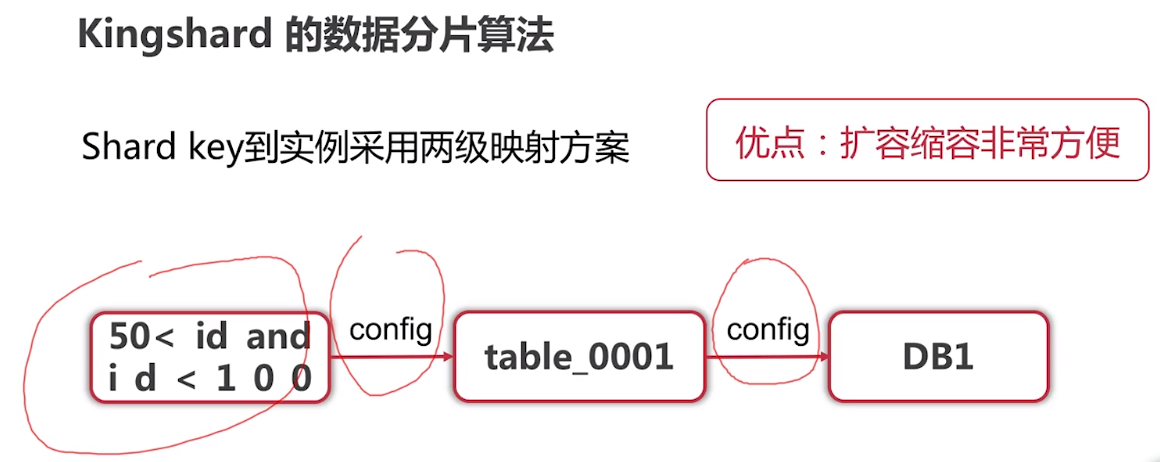 Kingshard 的数据分片算法
Shard key到实例采用两级映射方案
优点：扩容缩容非常方便
50< id and
id < 100
config
table_0001
config
DB1